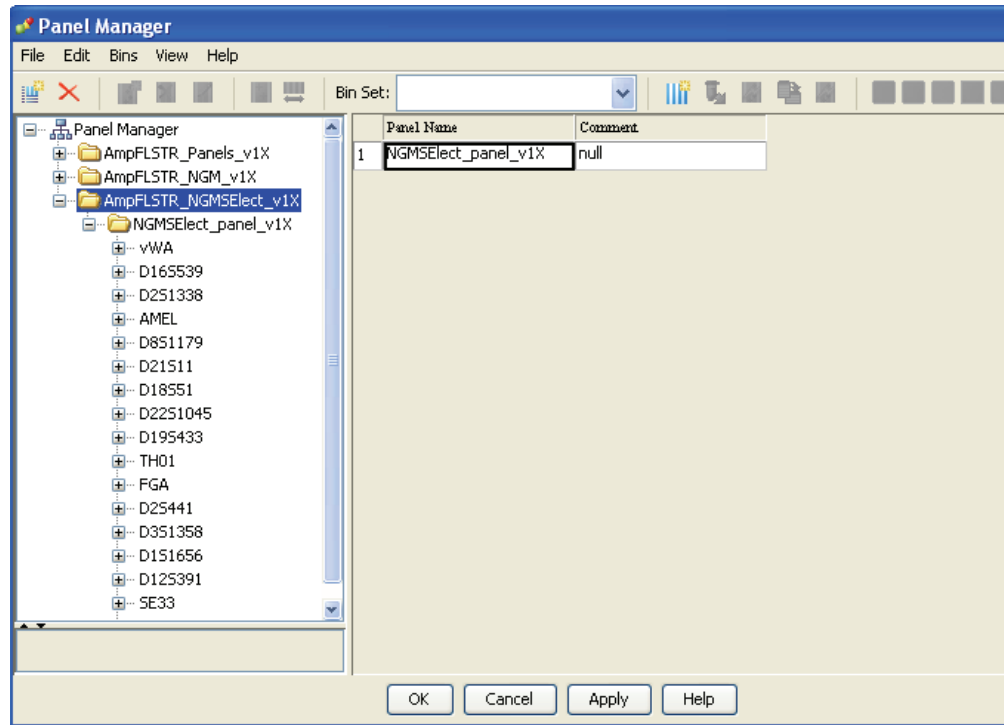 Panel Manager
File Edit Bins View Help
Bin Set:
Panel Manager
AmpFLSTR_Panels_v1X
AmpFLSTR_NGM_v1X
AmpFLSTR_NGMSElect_v1X
NGMSElect_panel_v1X
vWA
D16S539
D2S1338
AMEL
D8S1179
D21S11
D18S51
D22S1045
D19S433
TH01
FGA
D2S441
D3S1358
D1S1656
D12S391
SE33
Panel Name Comment
1 NGMSElect_panel_v1X null
OK Cancel Apply Help